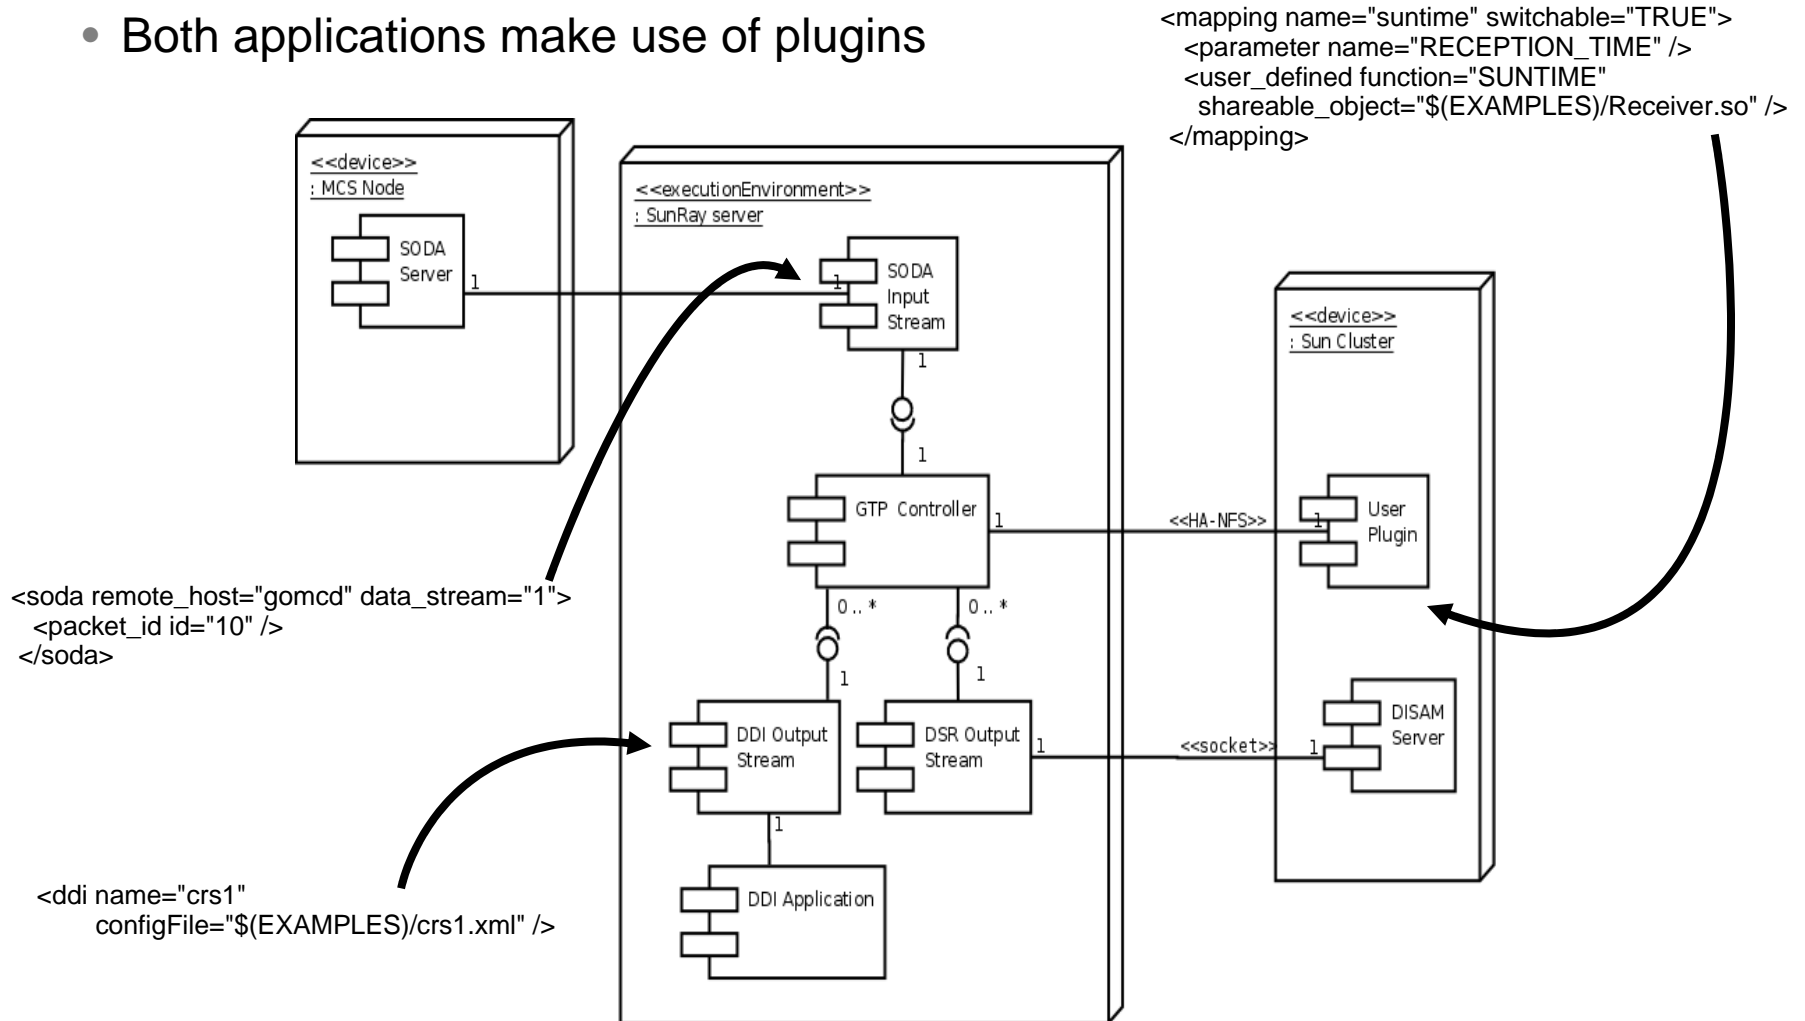 • Both applications make use of plugins
<mapping name="suntime" switchable="TRUE">
<parameter name="RECEPTION_TIME" />
<user_defined function="SUNTIME"
shareable_object="$(EXAMPLES)/Receiver.so" />
</mapping>
<<device>>
: MCS Node
SODA
Server
1
<<executionEnvironment>>
: SunRay server
1
SODA
Input
Stream
1
1
GTP Controller
1
0..*
0..*
<<HA-NFS>>
<<device>>
: Sun Cluster
1
User
Plugin
<soda remote_host="gomcd" data_stream="1">
<packet_id id="10" />
</soda>
1
1
DDI Output
Stream
DSR Output
Stream
1
<<socket>>
1
DISAM
Server
1
DDI Application
<ddi name="crs1"
configFile="$(EXAMPLES)/crs1.xml" />